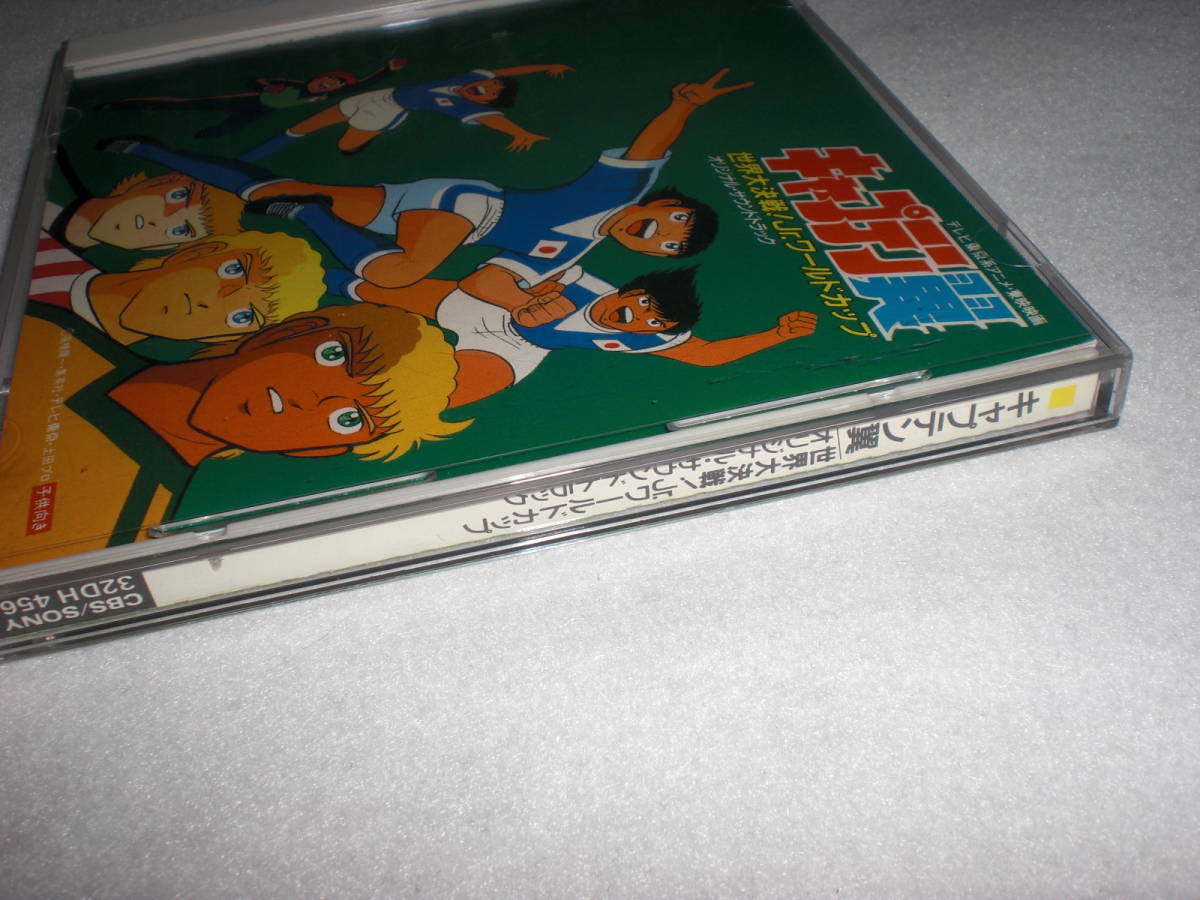 テレビ東京系アニメ・東映映画
キャプテン翼
世界大決戦!Jr.ワールドカップ
オリジナル・サウンドトラック
子供向き
キャプテン翼
世界大決戦!Jr.ワールドカップ
オリジナル・サウンドトラック
CBS/SONY
32DH 456